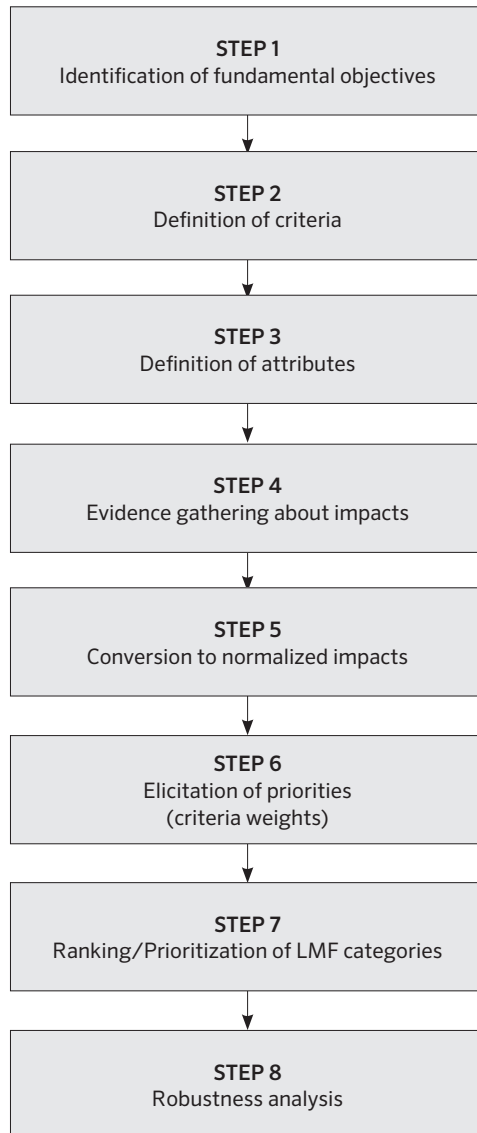 STEP 1
Identification of fundamental objectives
STEP 2
Definition of criteria
STEP 3
Definition of attributes
STEP 4
Evidence gathering about impacts
STEP 5
Conversion to normalized impacts
STEP 6
Elicitation of priorities
(criteria weights)
STEP 7
Ranking/Prioritization of LMF categories
STEP 8
Robustness analysis